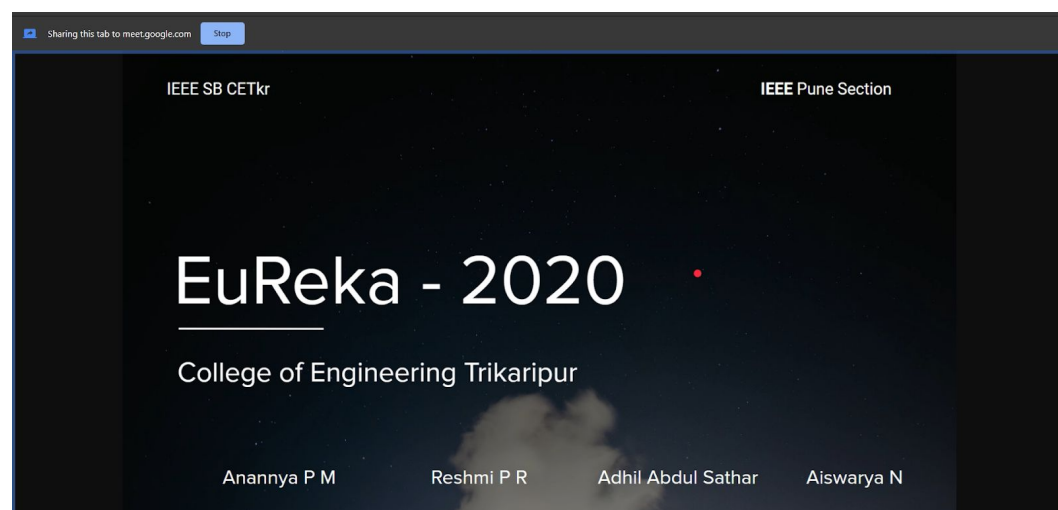 Sharing this tab to meet.google.com Stop
IEEE SB CETkr IEEE Pune Section
EuReka - 2020
College of Engineering Trikaripur
Anannya P M Reshmi P R Adhil Abdul Sathar Aiswarya N